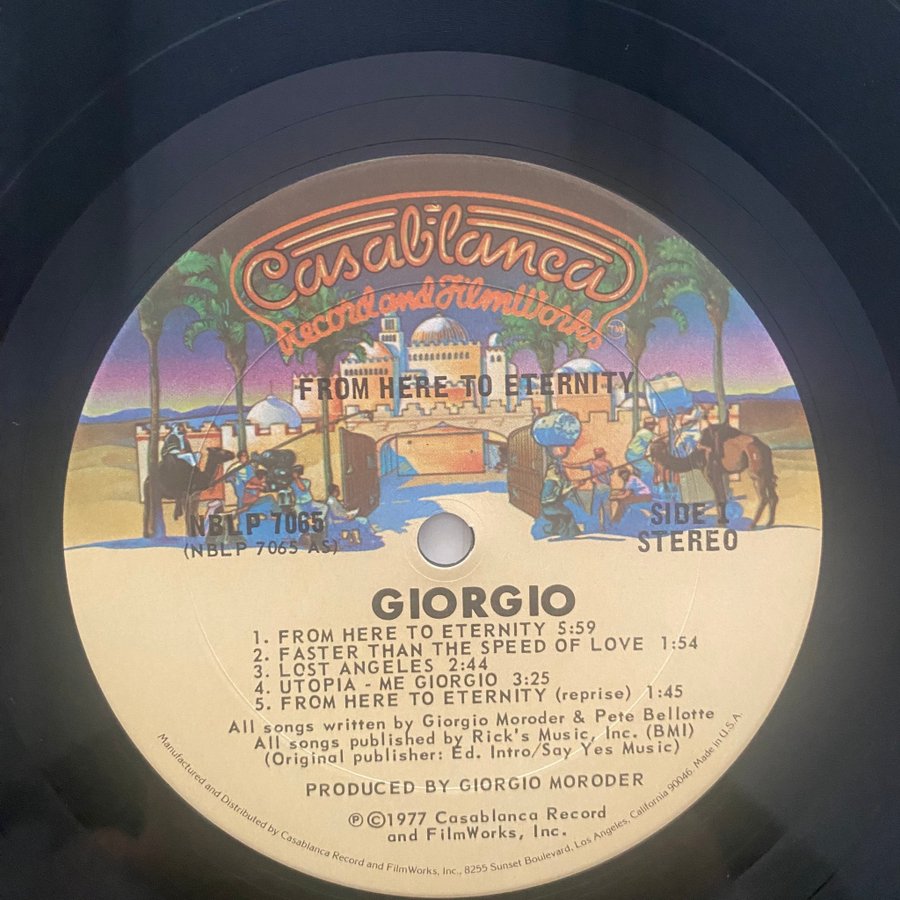 Casablanca
Record and FilmWorks TM
FROM HERE TO ETERNITY
NBLP 7065
(NBLP 7065 AS)
SIDE 1
STEREO
GIORGIO
1. FROM HERE TO ETERNITY 5:59
2. FASTER THAN THE SPEED OF LOVE 1:54
3. LOST ANGELES 2:44
4. UTOPIA - ME GIORGIO 3:25
5. FROM HERE TO ETERNITY (reprise) 1:45
All songs written by Giorgio Moroder & Pete Bellotte
All songs published by Rick's Music, Inc. (BMI)
(Original publisher: Ed. Intro/Say Yes Music)
PRODUCED BY GIORGIO MORODER
℗©1977 Casablanca Record
and FilmWorks, Inc.
Manufactured and Distributed by Casablanca Record and FilmWorks, Inc., 8255 Sunset Boulevard, Los Angeles, California 90046. Made in U.S.A.